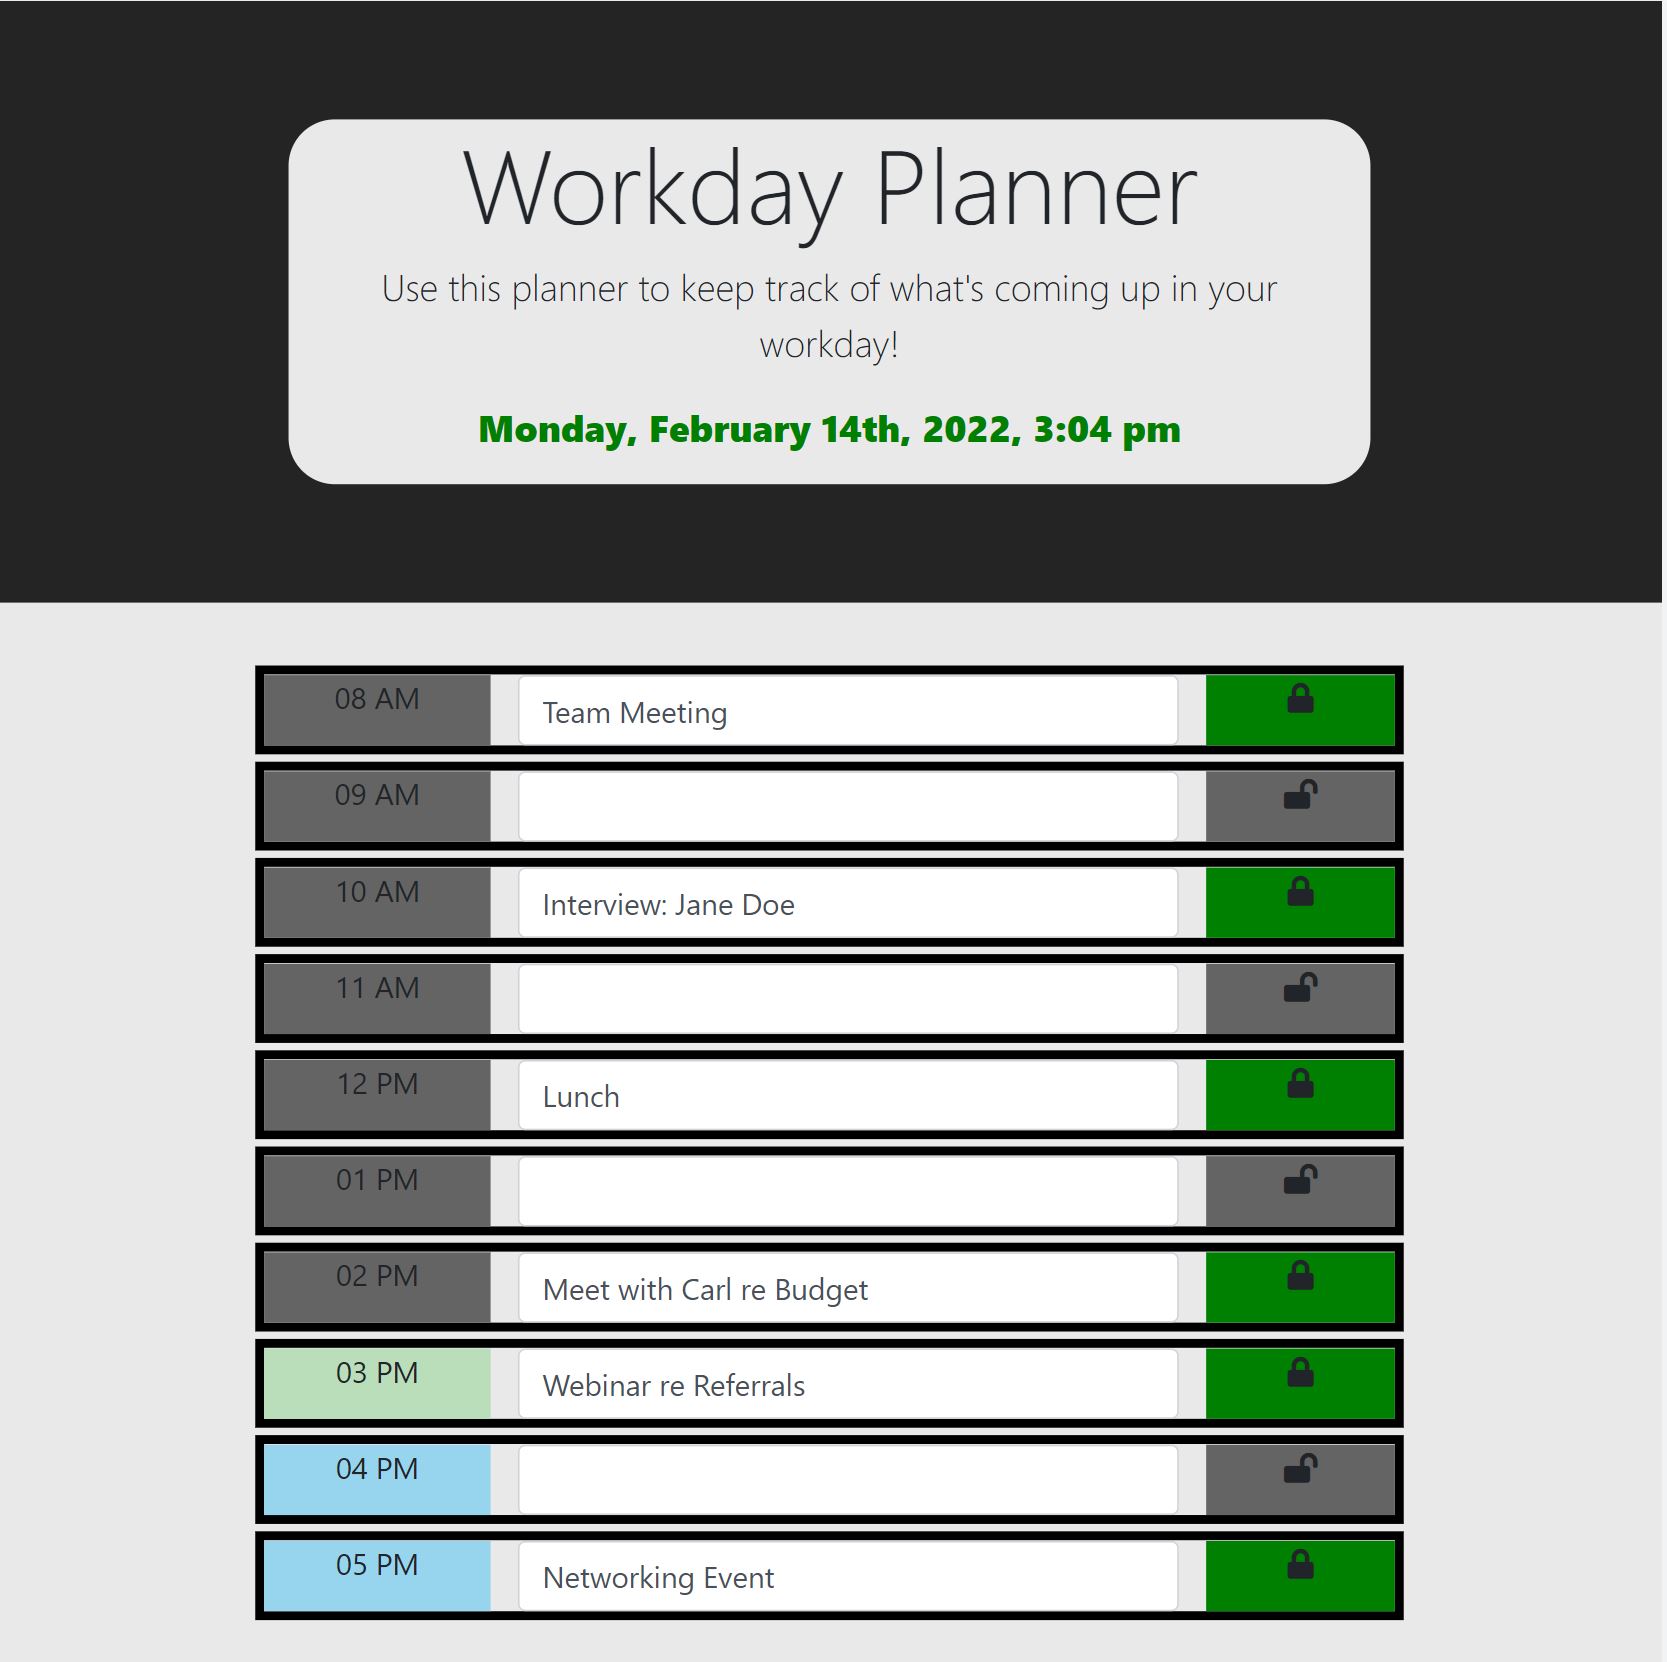 Workday Planner
Use this planner to keep track of what's coming up in your
workday!
Monday, February 14th, 2022, 3:04 pm
08 AM Team Meeting
09 AM
10 AM Interview: Jane Doe
11 AM
12 PM Lunch
01 PM
02 PM Meet with Carl re Budget
03 PM Webinar re Referrals
04 PM
05 PM Networking Event